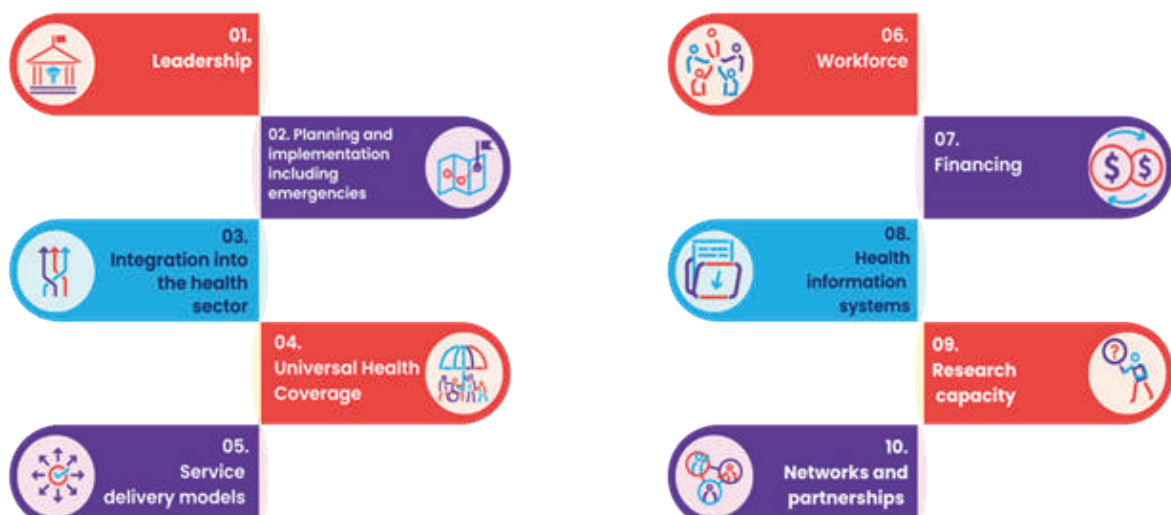 01.
Leadership
02. Planning and
implementation
including
emergencies
03.
Integration into
the health
sector
04.
Universal Health
Coverage
05.
Service
delivery models
06.
Workforce
07.
Financing
$ $
08.
Health
information
systems
09.
Research
capacity
?
10.
Networks and
partnerships